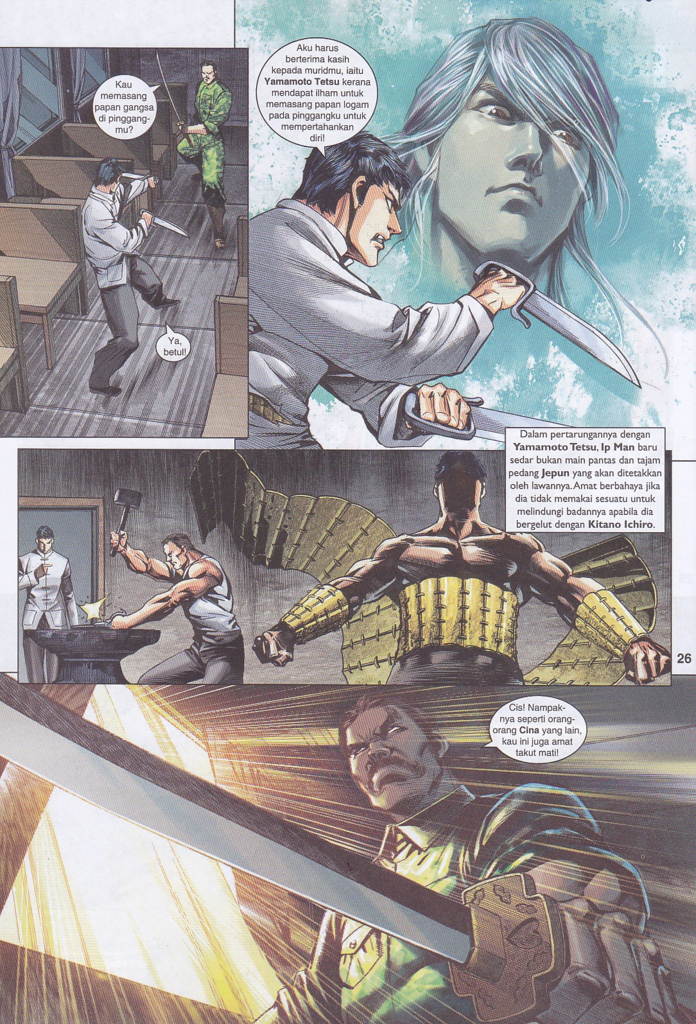 Kau
memasang
papan gangsa
di pinggang-
mu?
Ya,
betul!
Aku harus
berterima kasih
kepada muridmu, iaitu
Yamamoto Tetsu kerana
mendapat ilham untuk
memasang papan logam
pada pinggangku untuk
mempertahankan
diri!
Dalam pertarungannya dengan
Yamamoto Tetsu, Ip Man baru
sedar bukan main pantas dan tajam
pedang Jepun yang akan ditetakkan
oleh lawannya. Amat berbahaya jika
dia tidak memakai sesuatu untuk
melindungi badannya apabila dia
bergelut dengan Kitano Ichiro.
26
Cis! Nampak-
nya seperti orang-
orang Cina yang lain,
kau ini juga amat
takut mati!